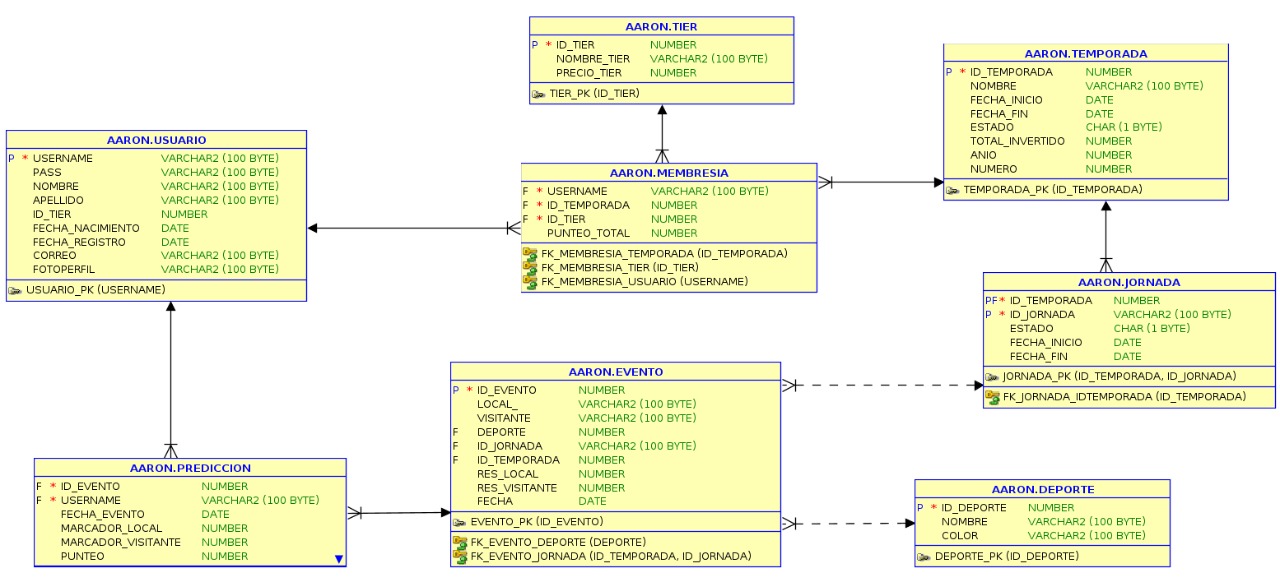 AARON.TIER
P * ID_TIER NUMBER
NOMBRE_TIER VARCHAR2 (100 BYTE)
PRECIO_TIER NUMBER
TIER_PK (ID_TIER)
AARON.TEMPORADA
P * ID_TEMPORADA NUMBER
NOMBRE VARCHAR2 (100 BYTE)
FECHA_INICIO DATE
FECHA_FIN DATE
ESTADO CHAR (1 BYTE)
TOTAL_INVERTIDO NUMBER
ANIO NUMBER
NUMERO NUMBER
TEMPORADA_PK (ID_TEMPORADA)
AARON.USUARIO
P * USERNAME VARCHAR2 (100 BYTE)
PASS VARCHAR2 (100 BYTE)
NOMBRE VARCHAR2 (100 BYTE)
APELLIDO VARCHAR2 (100 BYTE)
ID_TIER NUMBER
FECHA_NACIMIENTO DATE
FECHA_REGISTRO DATE
CORREO VARCHAR2 (100 BYTE)
FOTOPERFIL VARCHAR2 (100 BYTE)
USUARIO_PK (USERNAME)
AARON.MEMBRESIA
F * USERNAME VARCHAR2 (100 BYTE)
F * ID_TEMPORADA NUMBER
F * ID_TIER NUMBER
PUNTEO_TOTAL NUMBER
FK_MEMBRESIA_TEMPORADA (ID_TEMPORADA)
FK_MEMBRESIA_TIER (ID_TIER)
FK_MEMBRESIA_USUARIO (USERNAME)
AARON.JORNADA
PF* ID_TEMPORADA NUMBER
P * ID_JORNADA VARCHAR2 (100 BYTE)
ESTADO CHAR (1 BYTE)
FECHA_INICIO DATE
FECHA_FIN DATE
JORNADA_PK (ID_TEMPORADA, ID_JORNADA)
FK_JORNADA_IDTEMPORADA (ID_TEMPORADA)
AARON.EVENTO
P * ID_EVENTO NUMBER
LOCAL_ VARCHAR2 (100 BYTE)
VISITANTE VARCHAR2 (100 BYTE)
F DEPORTE NUMBER
F ID_JORNADA VARCHAR2 (100 BYTE)
F ID_TEMPORADA NUMBER
RES_LOCAL NUMBER
RES_VISITANTE NUMBER
FECHA DATE
EVENTO_PK (ID_EVENTO)
FK_EVENTO_DEPORTE (DEPORTE)
FK_EVENTO_JORNADA (ID_TEMPORADA, ID_JORNADA)
AARON.PREDICCION
F * ID_EVENTO NUMBER
F * USERNAME VARCHAR2 (100 BYTE)
FECHA_EVENTO DATE
MARCADOR_LOCAL NUMBER
MARCADOR_VISITANTE NUMBER
PUNTEO NUMBER
AARON.DEPORTE
P * ID_DEPORTE NUMBER
NOMBRE VARCHAR2 (100 BYTE)
COLOR VARCHAR2 (100 BYTE)
DEPORTE_PK (ID_DEPORTE)